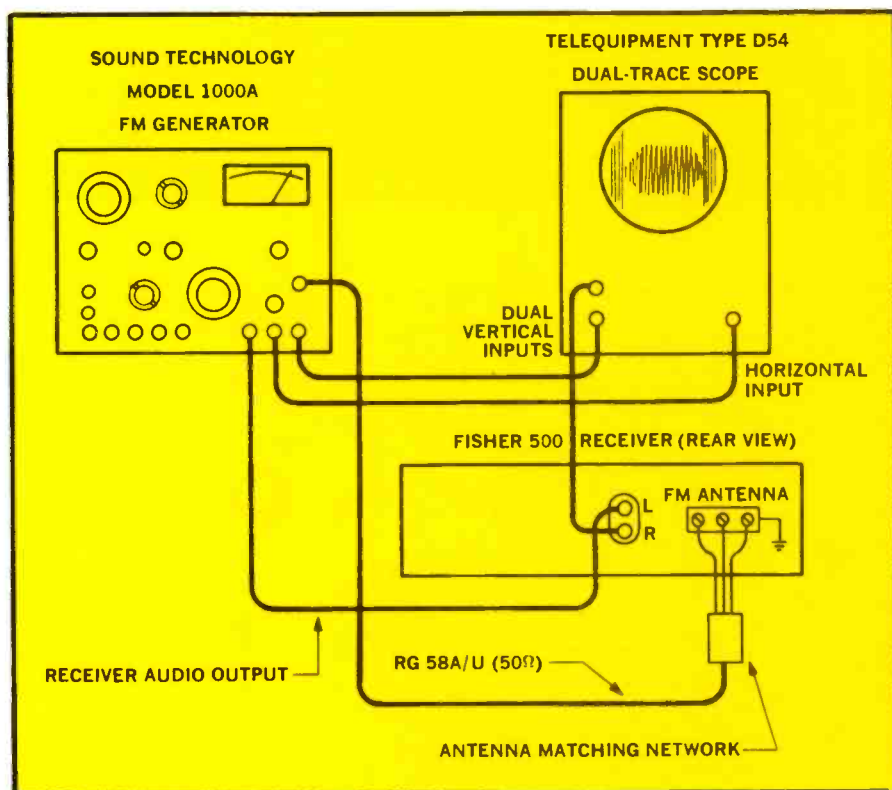 SOUND TECHNOLOGY
MODEL 1000A
FM GENERATOR
TELEQUIPMENT TYPE D54
DUAL-TRACE SCOPE
DUAL
VERTICAL
INPUTS
HORIZONTAL
INPUT
FISHER 500 RECEIVER (REAR VIEW)
L
R
FM ANTENNA
RECEIVER AUDIO OUTPUT
RG 58A/U (50Ω)
ANTENNA MATCHING NETWORK